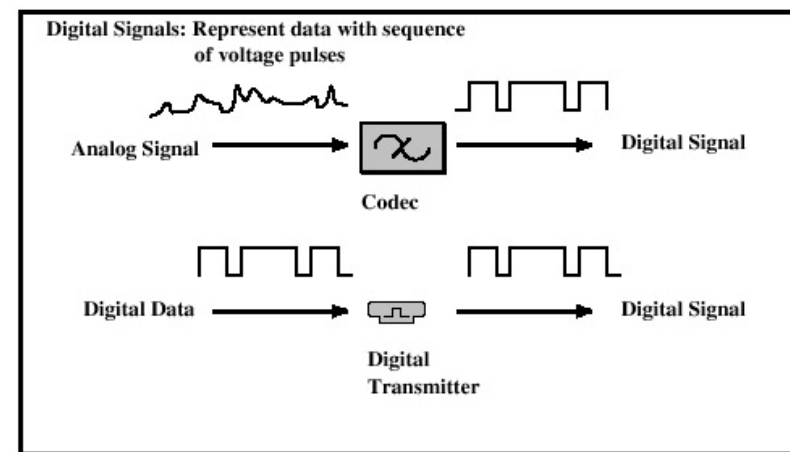 Digital Signals: Represent data with sequence
of voltage pulses
Analog Signal
Digital Signal
Codec
Digital Data
Digital Signal
Digital
Transmitter